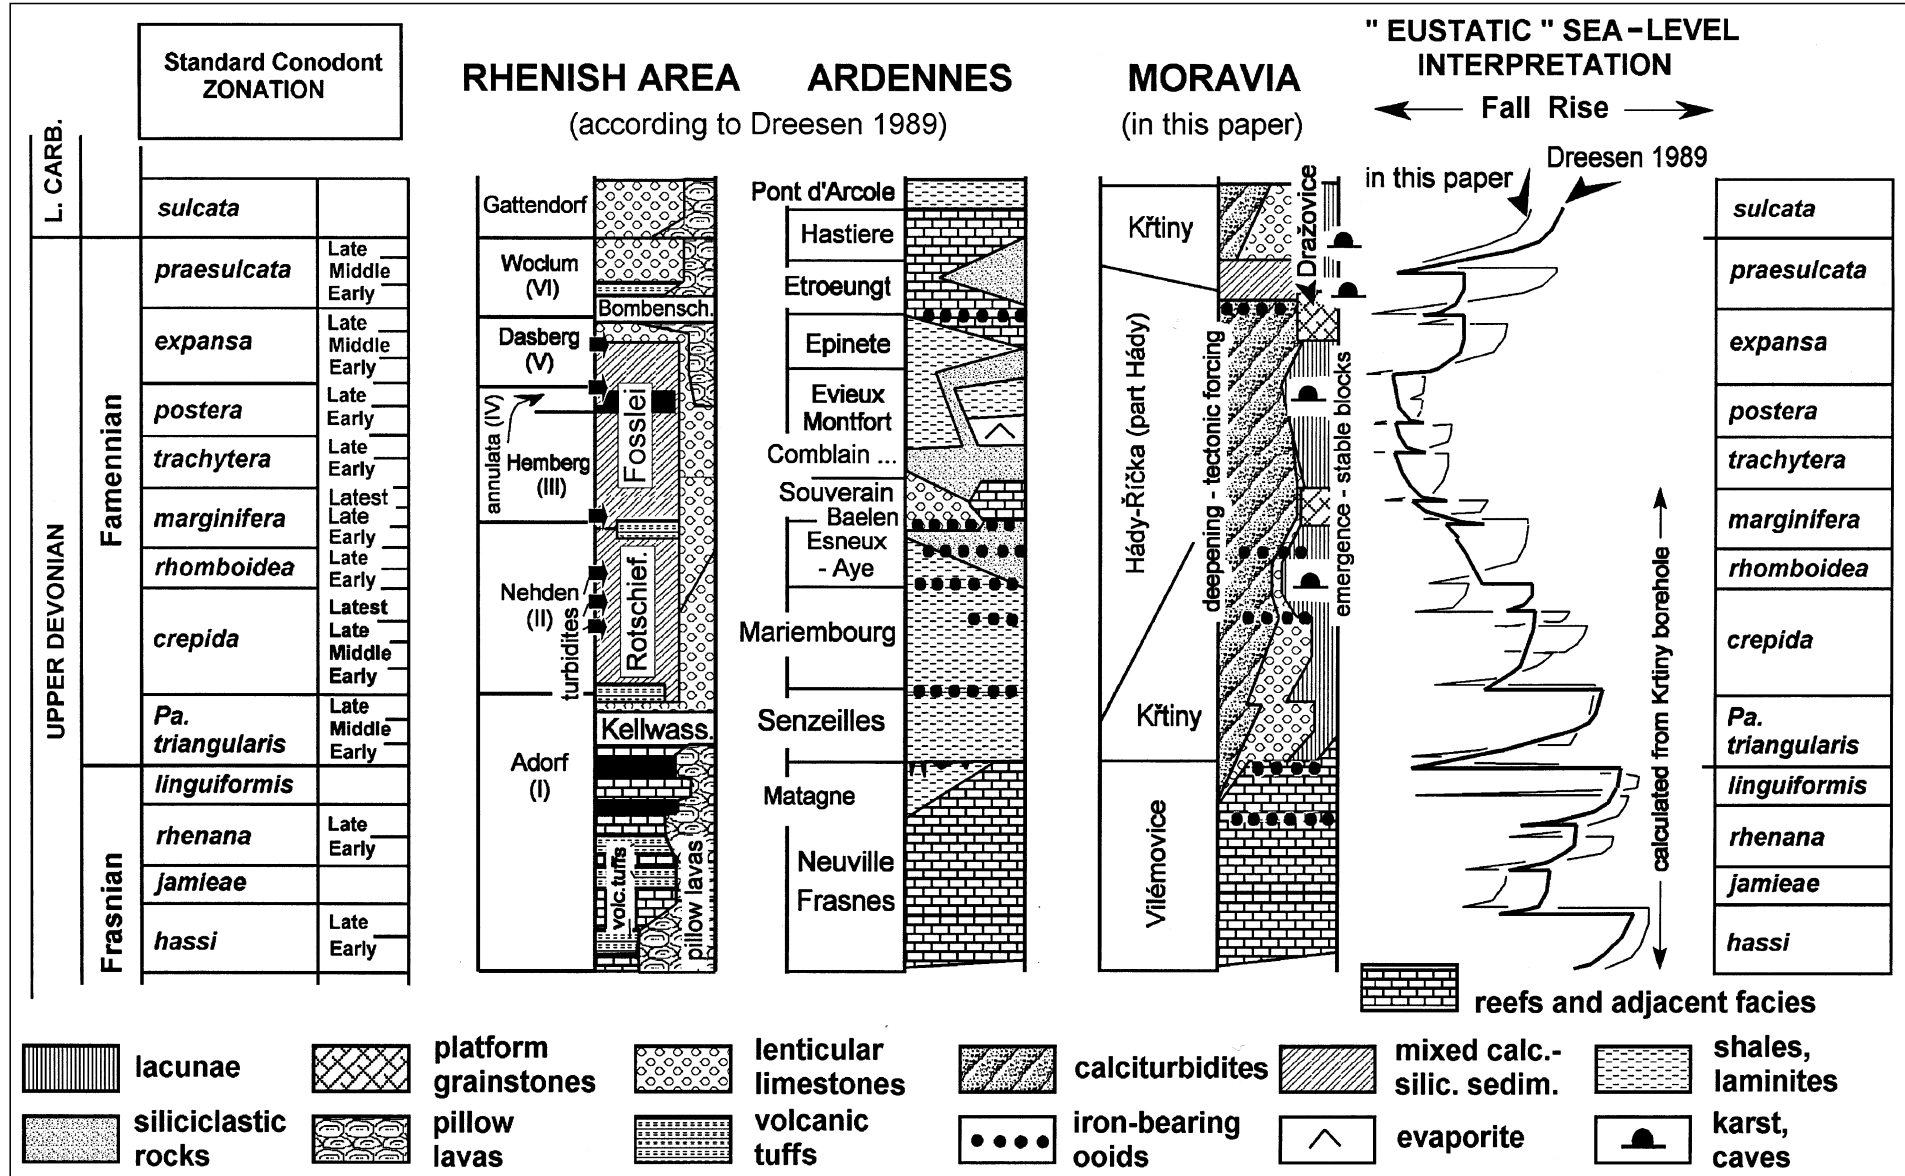 Standard Conodont
ZONATION
RHENISH AREA
ARDENNES
(according to Dreesen 1989)
MORAVIA
(in this paper)
" EUSTATIC " SEA-LEVEL
INTERPRETATION
Fall Rise
in this paper
Dreesen 1989
L. CARB.
UPPER DEVONIAN
Famennian
Frasnian
sulcata
praesulcata
Late
Middle
Early
expansa
Late
Middle
Early
postera
Late
Early
trachytera
Late
Early
marginifera
Latest
Late
Early
rhomboidea
Late
Early
crepida
Latest
Late
Middle
Early
Pa.
triangularis
Late
Middle
Early
linguiformis
rhenana
Late
Early
jamieae
hassi
Late
Early
Gattendorf
Woclum
(VI)
Bombensch.
Dasberg
(V)
annulata (IV)
Hemberg
(III)
Fosslei
Nehden
(II)
turbidites
Rotschief.
Kellwass.
Adorf
(I)
volc.tuffs
pillow lavas
Pont d'Arcole
Hastiere
Etroeungt
Epinete
Evieux
Montfort
Comblain ...
Souverain
Baelen
Esneux
- Aye
Mariembourg
Senzeilles
Matagne
Neuville
Frasnes
Křtiny
Hády-Říčka (part Hády)
Křtiny
Vilémovice
deepening - tectonic forcing
Dražovice
emergence - stable blocks
calculated from Krtiny borehole
sulcata
praesulcata
expansa
postera
trachytera
marginifera
rhomboidea
crepida
Pa.
triangularis
linguiformis
rhenana
jamieae
hassi
reefs and adjacent facies
lacunae
platform
grainstones
lenticular
limestones
calciturbidites
mixed calc.-
silic. sedim.
shales,
laminites
siliciclastic
rocks
pillow
lavas
volcanic
tuffs
iron-bearing
ooids
evaporite
karst,
caves